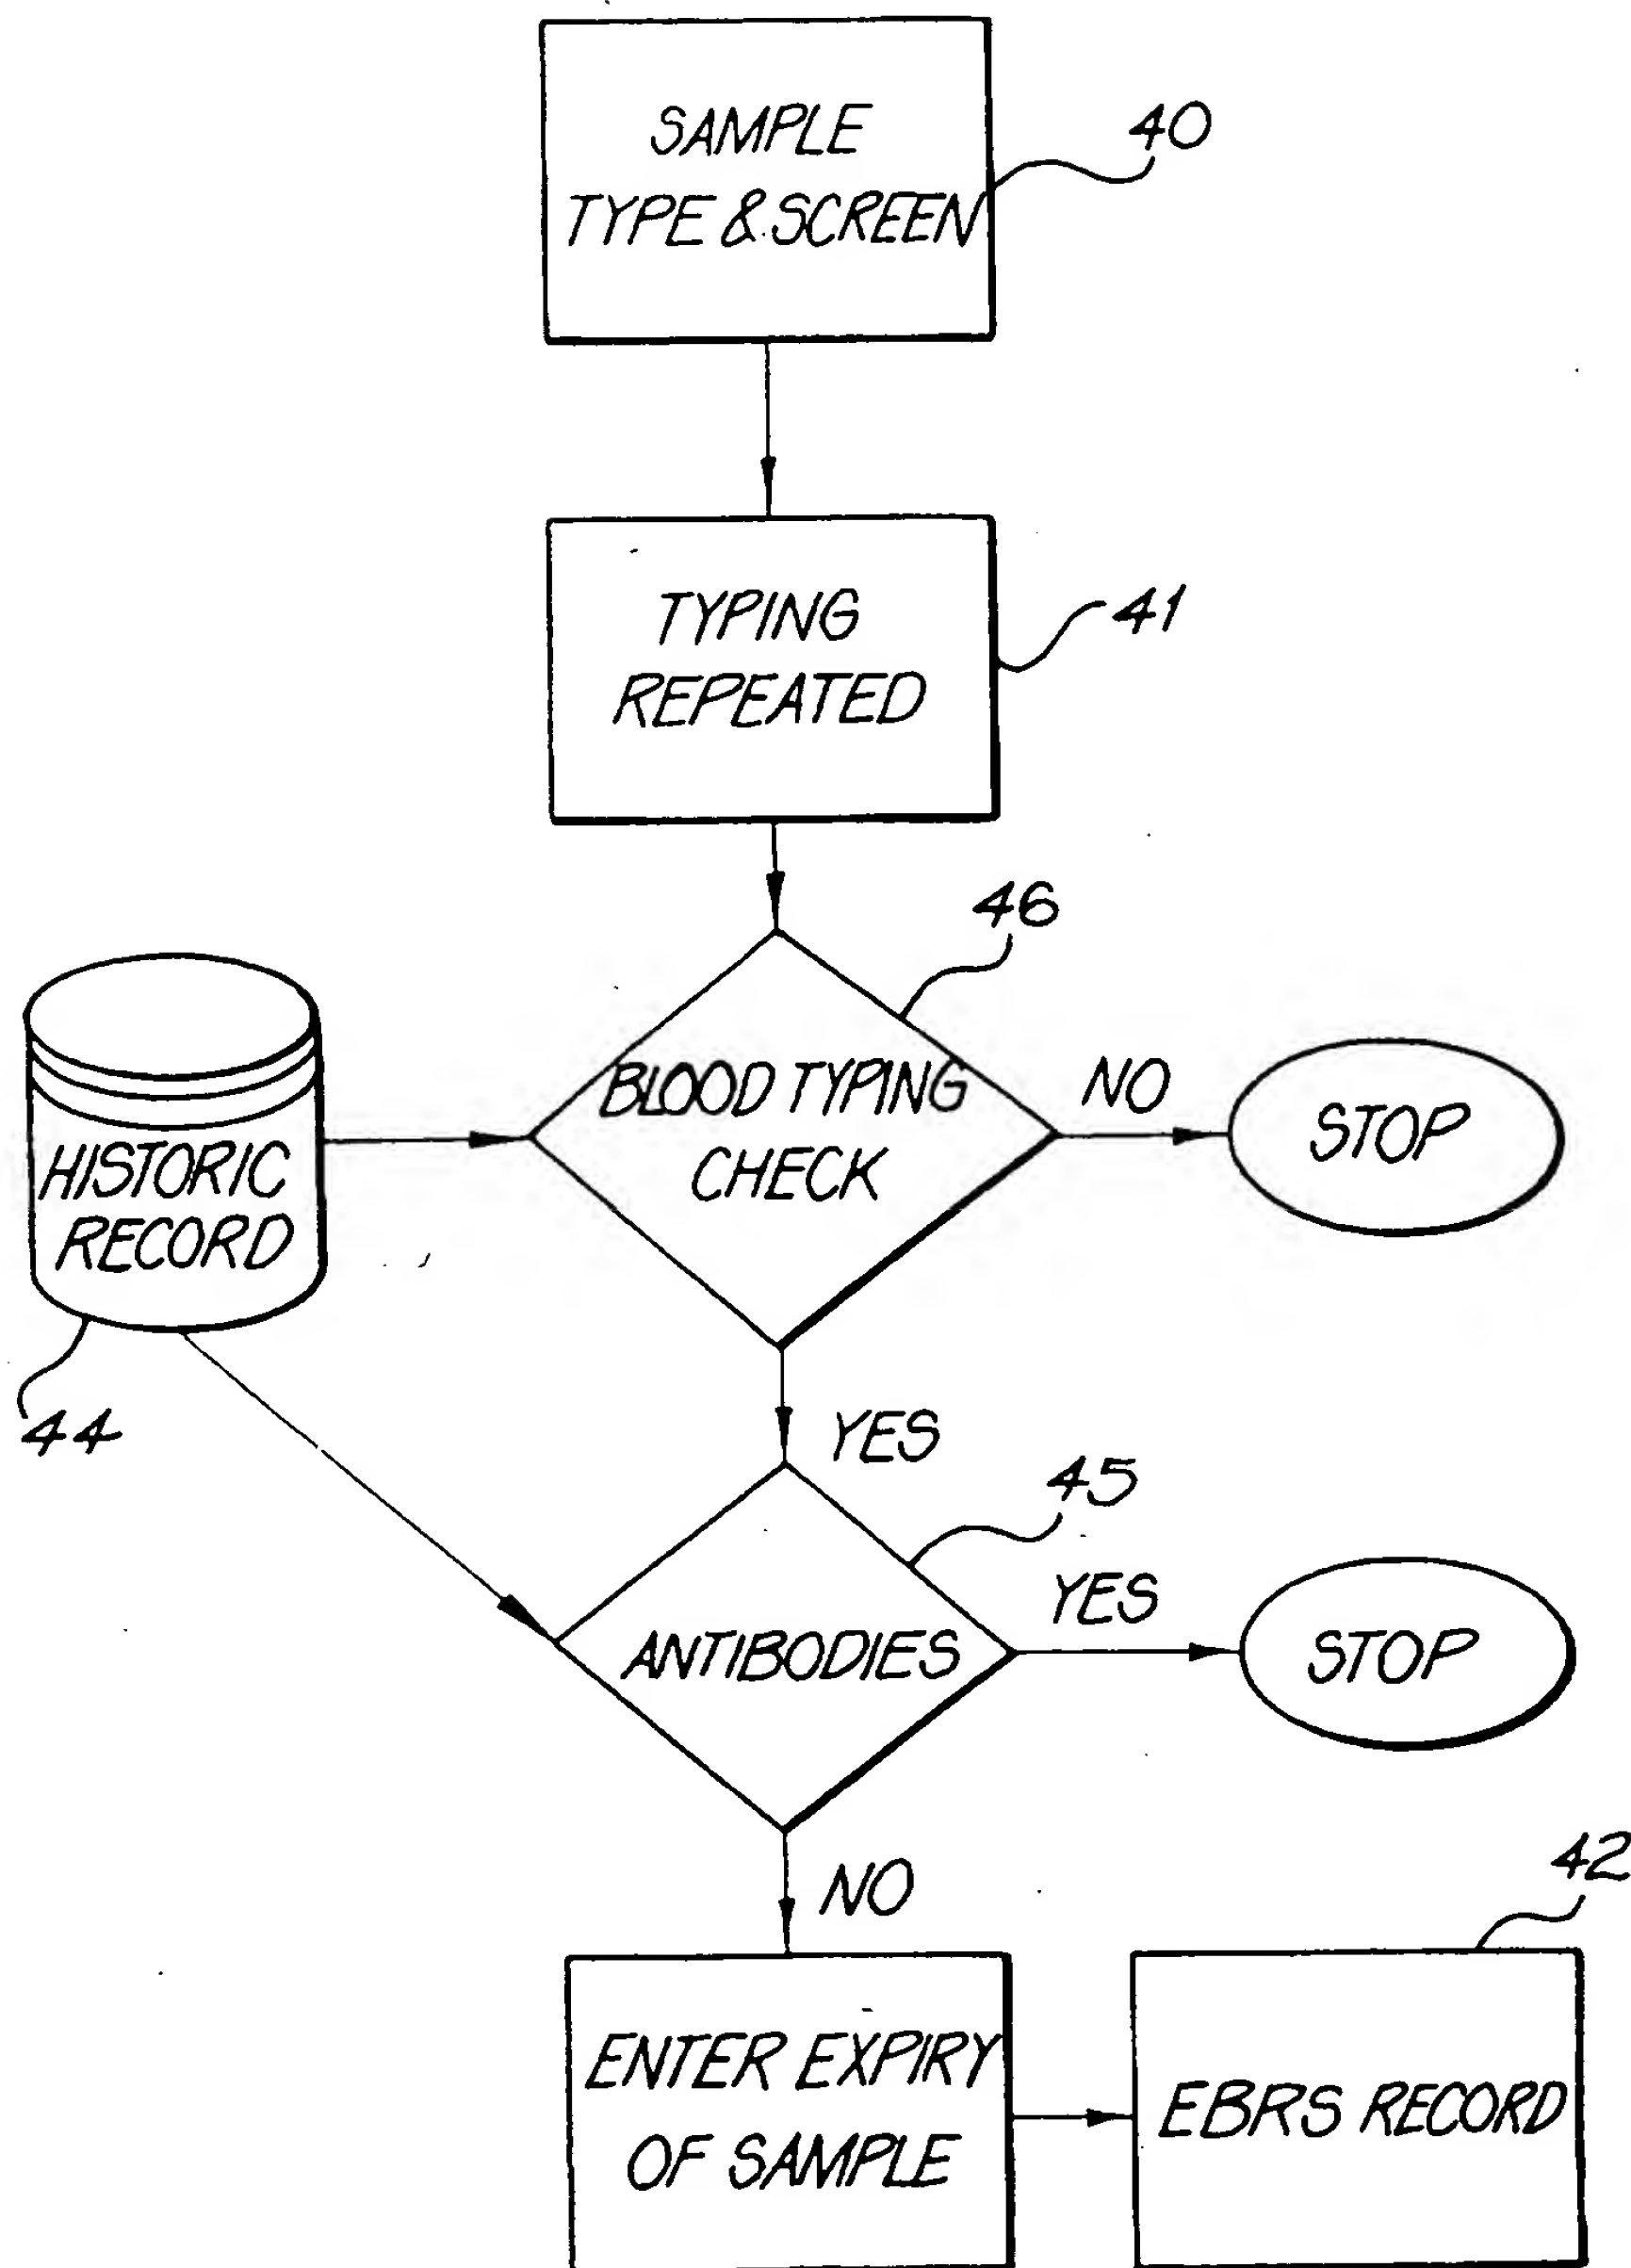 SAMPLE
TYPE & SCREEN
40
TYPING
REPEATED
41
46
BLOOD TYPING
CHECK
NO
STOP
HISTORIC
RECORD
44
YES
45
ANTIBODIES
YES
STOP
NO
42
ENTER EXPIRY
OF SAMPLE
EBRS RECORD